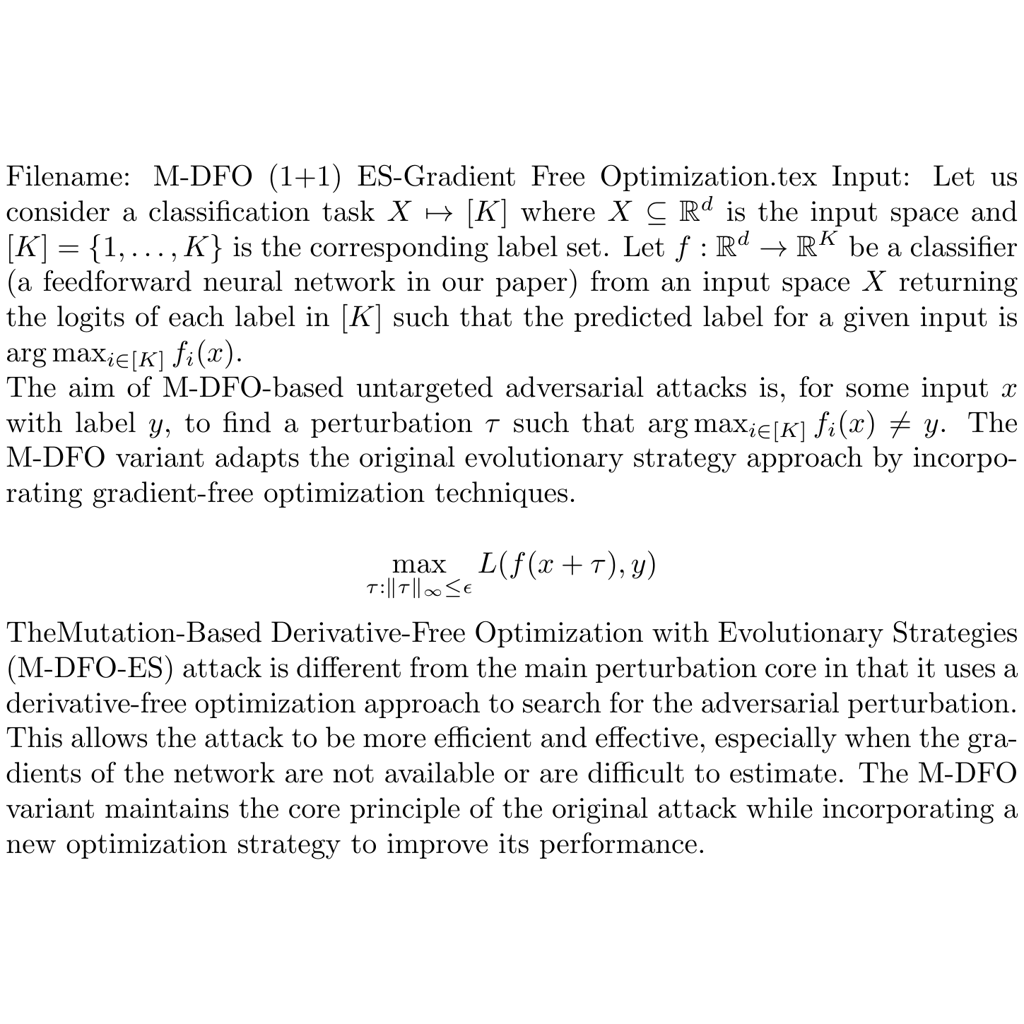 Filename: M-DFO (1+1) ES-Gradient Free Optimization.tex Input: Let us
consider a classification task $X \mapsto [K]$ where $X \subseteq \mathbb{R}^d$ is the input space and
$[K] = \{1, \ldots, K\}$ is the corresponding label set. Let $f : \mathbb{R}^d \to \mathbb{R}^K$ be a classifier
(a feedforward neural network in our paper) from an input space $X$ returning
the logits of each label in $[K]$ such that the predicted label for a given input is
$\arg\max_{i \in [K]} f_i(x)$.
The aim of M-DFO-based untargeted adversarial attacks is, for some input $x$
with label $y$, to find a perturbation $\tau$ such that $\arg\max_{i \in [K]} f_i(x) \neq y$. The
M-DFO variant adapts the original evolutionary strategy approach by incorpo-
rating gradient-free optimization techniques.
$\max_{\tau : \|\tau\|_\infty \leq \epsilon} L(f(x + \tau), y)$
TheMutation-Based Derivative-Free Optimization with Evolutionary Strategies
(M-DFO-ES) attack is different from the main perturbation core in that it uses a
derivative-free optimization approach to search for the adversarial perturbation.
This allows the attack to be more efficient and effective, especially when the gra-
dients of the network are not available or are difficult to estimate. The M-DFO
variant maintains the core principle of the original attack while incorporating a
new optimization strategy to improve its performance.